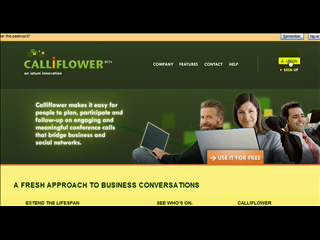 er the password?
Remember
CALLIFLOWER BETA
an iotum innovation
COMPANY FEATURES CONTACT HELP
LOGIN
+ SIGN UP
Calliflower makes it easy for
people to plan, participate and
follow-up on engaging and
meaningful conference calls
that bridge business and
social networks.
USE IT FOR FREE
A FRESH APPROACH TO BUSINESS CONVERSATIONS
EXTEND THE LIFESPAN SEE WHO'S ON. CALLIFLOWER